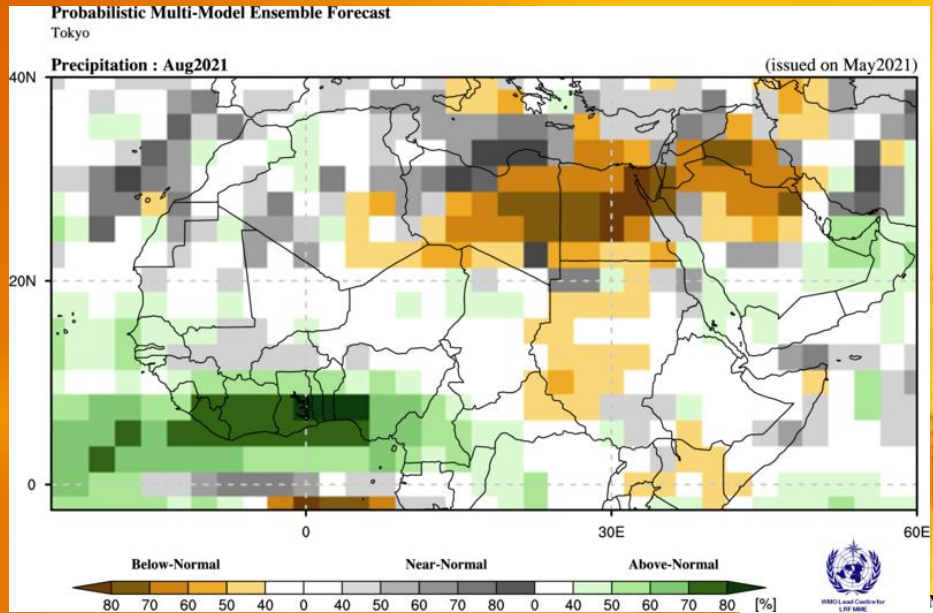 Probabilistic Multi-Model Ensemble Forecast
Tokyo
Precipitation : Aug2021 (issued on May2021)
40N
20N
0
0 30E 60E
Below-Normal Near-Normal Above-Normal
80 70 60 50 40 0 40 50 60 70 80 0 40 50 60 70 80 [%]
WMO Lead Centre for
LRFMME